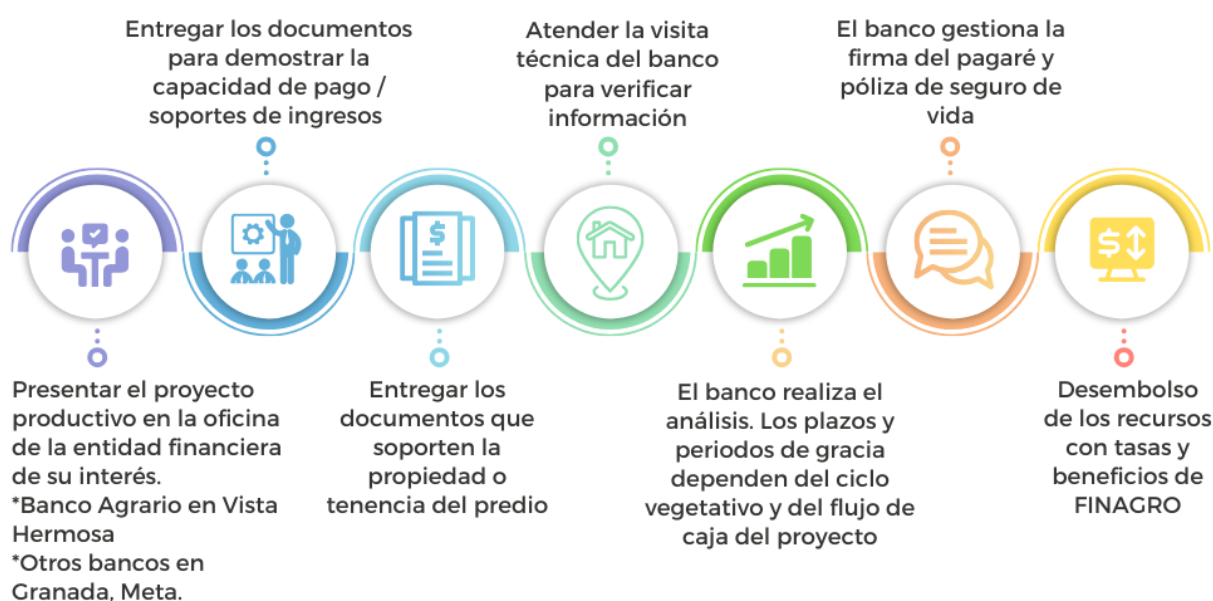 Presentar el proyecto
productivo en la oficina
de la entidad financiera
de su interés.
*Banco Agrario en Vista
Hermosa
*Otros bancos en
Granada, Meta.
Entregar los documentos
para demostrar la
capacidad de pago /
soportes de ingresos
Entregar los
documentos que
soporten la
propiedad o
tenencia del predio
Atender la visita
técnica del banco
para verificar
información
El banco realiza el
análisis. Los plazos y
periodos de gracia
dependen del ciclo
vegetativo y del flujo de
caja del proyecto
El banco gestiona la
firma del pagaré y
póliza de seguro de
vida
Desembolso
de los recursos
con tasas y
beneficios de
FINAGRO